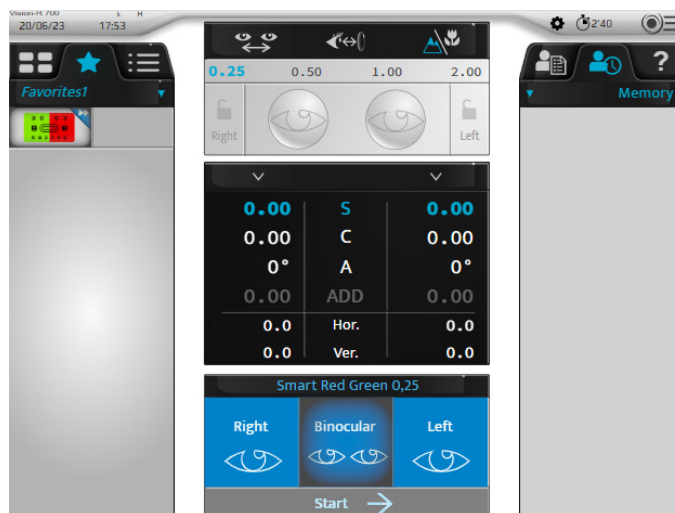 Vision-R 700
20/06/23 17:53
2'40
Favorites1
0.25 0.50 1.00 2.00
Right Left
Memory
?
0.00 S 0.00
0.00 C 0.00
0° A 0°
0.00 ADD 0.00
0.0 Hor. 0.0
0.0 Ver. 0.0
Smart Red Green 0,25
Right Binocular Left
Start